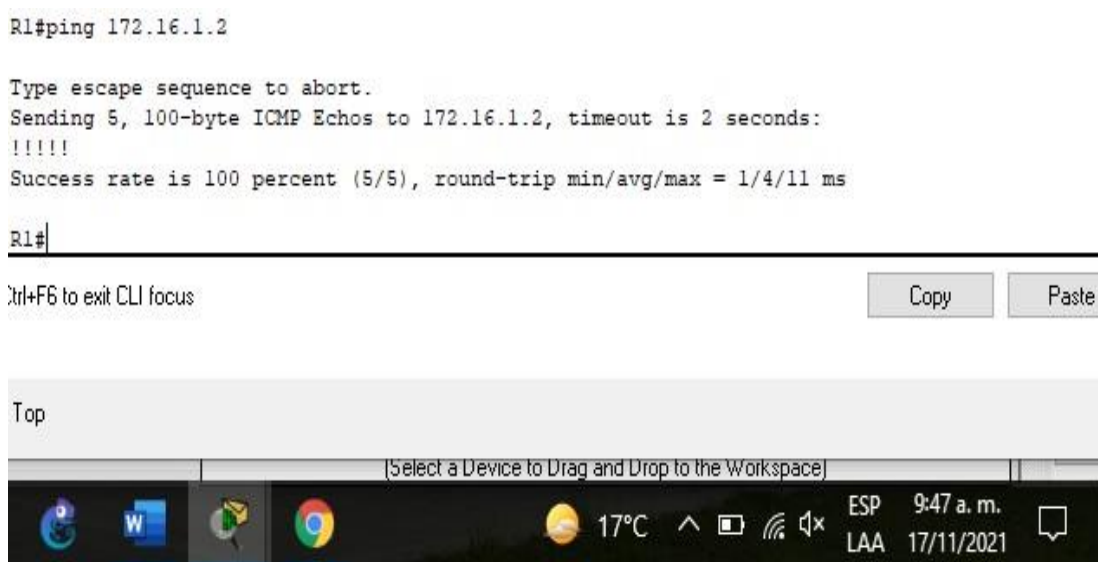 R1#ping 172.16.1.2
Type escape sequence to abort.
Sending 5, 100-byte ICMP Echos to 172.16.1.2, timeout is 2 seconds:
!!!!!
Success rate is 100 percent (5/5), round-trip min/avg/max = 1/4/11 ms
R1#
Ctrl+F6 to exit CLI focus
Copy
Paste
Top
(Select a Device to Drag and Drop to the Workspace)
W
17°C
ESP
LAA
9:47 a. m.
17/11/2021